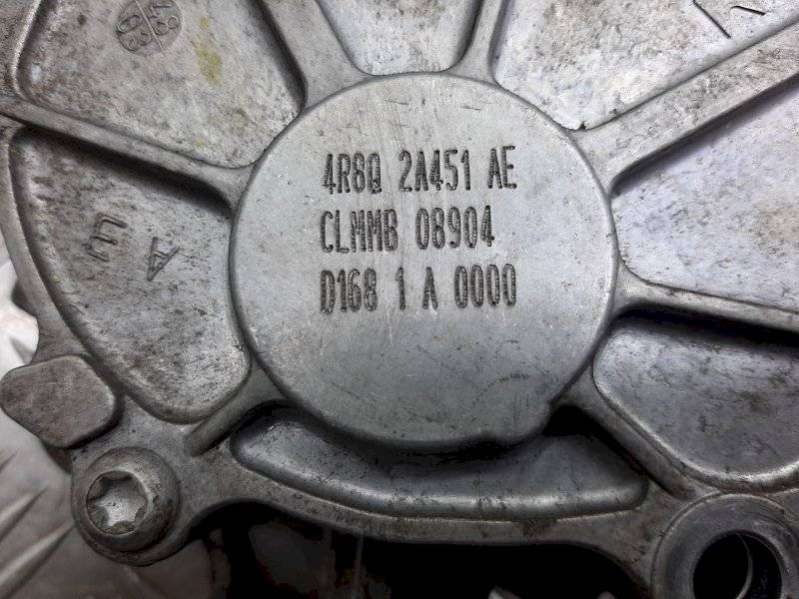 4R8Q 2A451 AE
CLMMB 08904
D168 1 A 0000